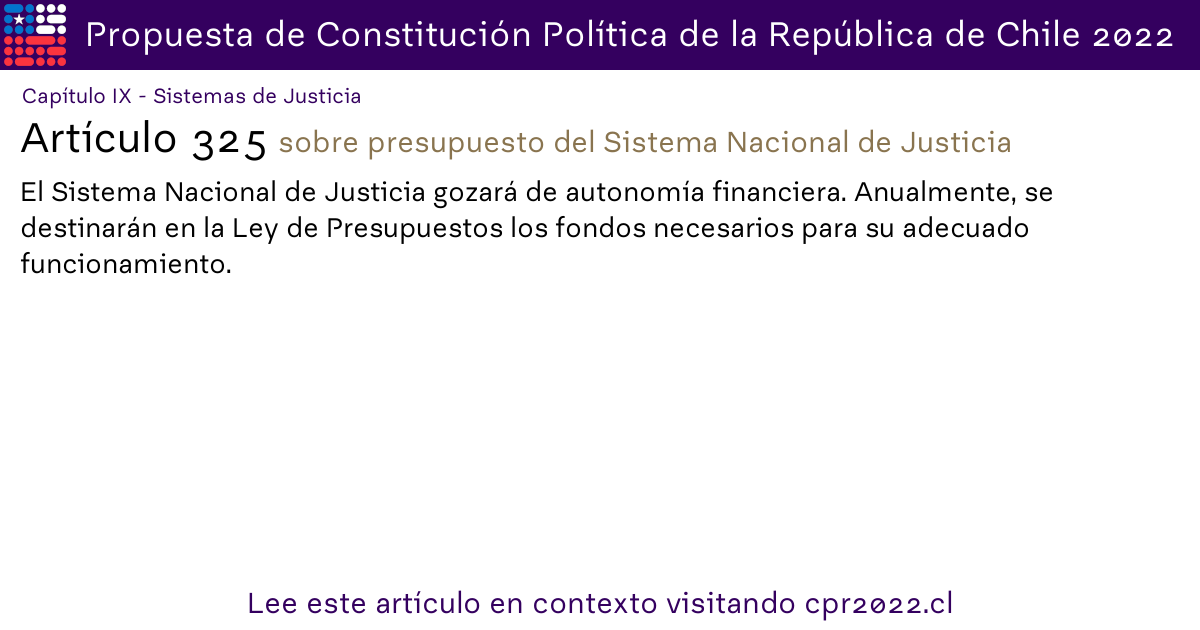 Propuesta de Constitución Política de la República de Chile 2022
Capítulo IX - Sistemas de Justicia
Artículo 325 sobre presupuesto del Sistema Nacional de Justicia
El Sistema Nacional de Justicia gozará de autonomía financiera. Anualmente, se
destinarán en la Ley de Presupuestos los fondos necesarios para su adecuado
funcionamiento.
Lee este artículo en contexto visitando cpr2022.cl